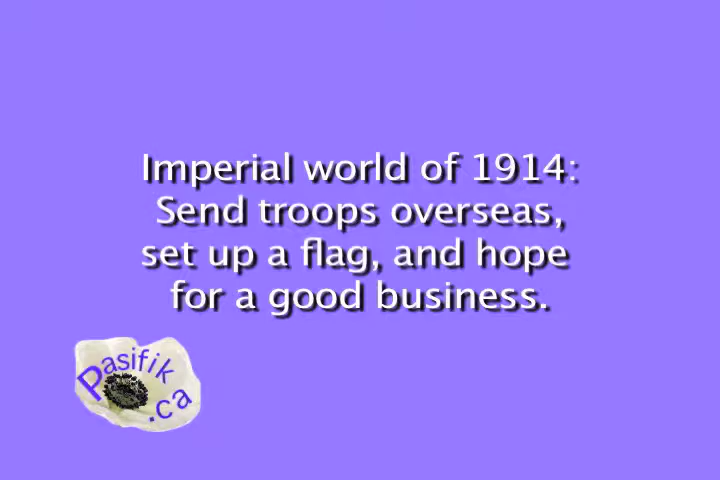 Imperial world of 1914:
Send troops overseas,
set up a flag, and hope
for a good business.
Pasifik
.ca